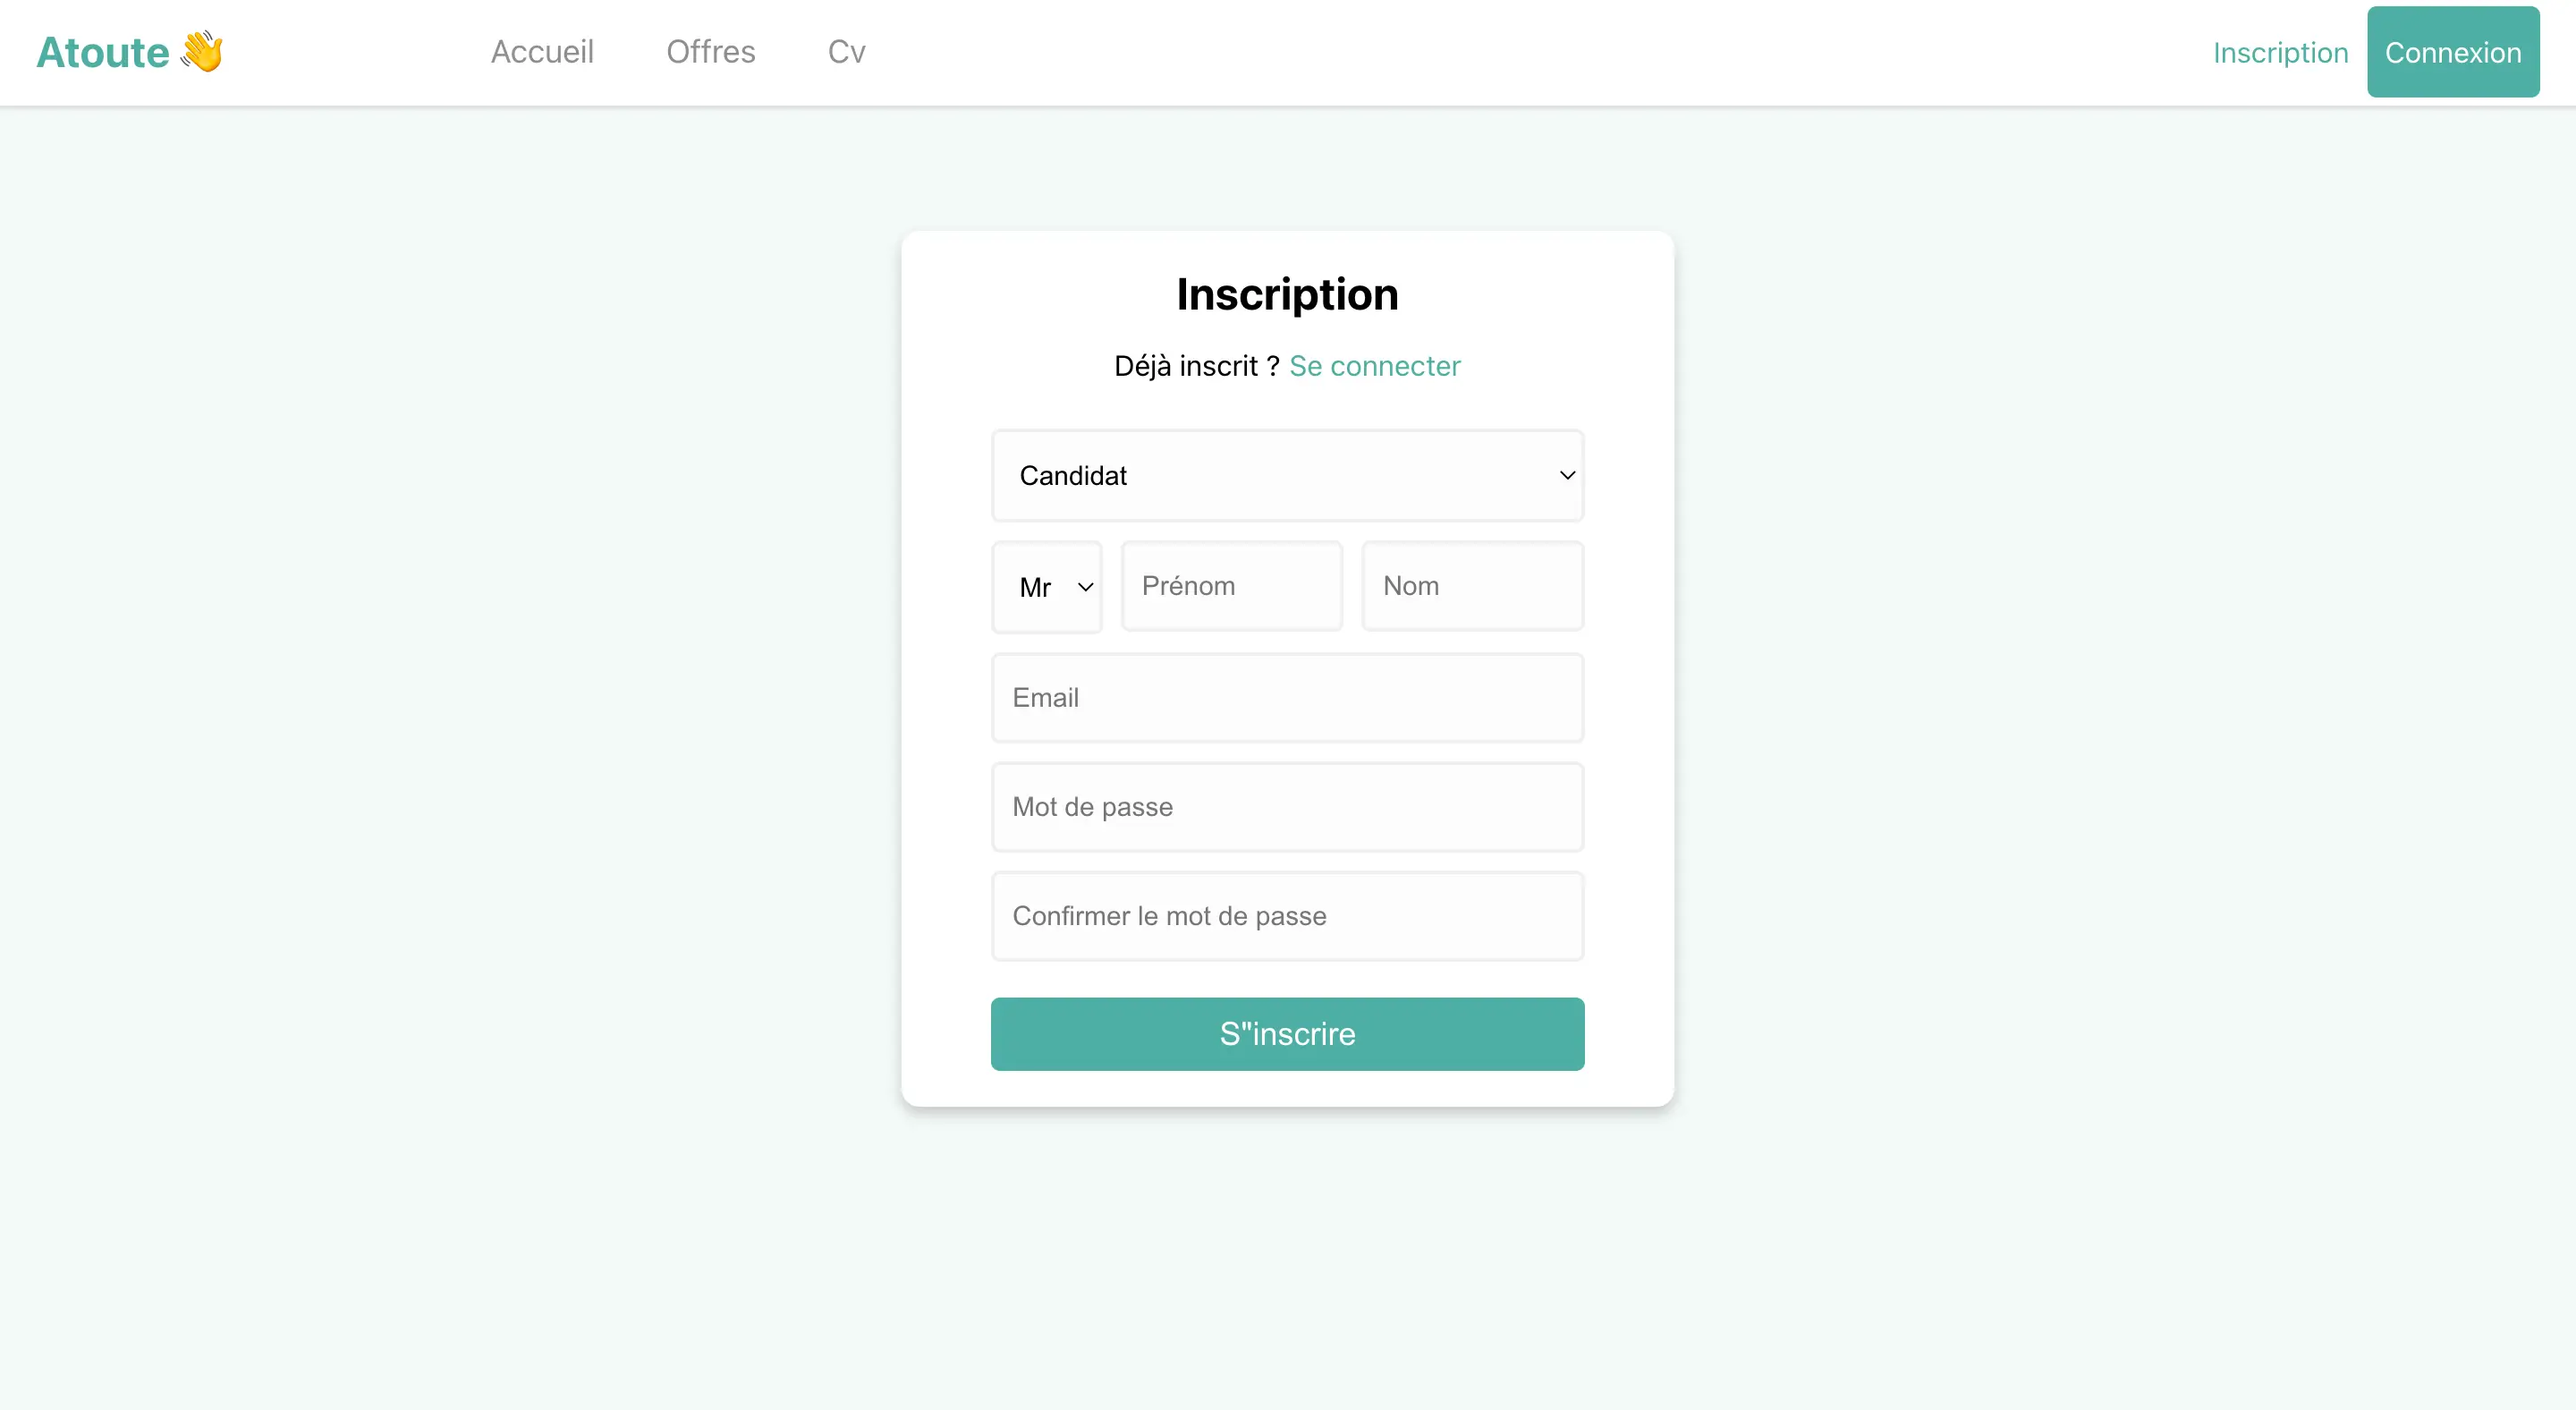 Atoute 👋 Accueil Offres Cv Inscription Connexion
Inscription
Déjà inscrit ? Se connecter
Candidat
Mr Prénom Nom
Email
Mot de passe
Confirmer le mot de passe
S"inscrire